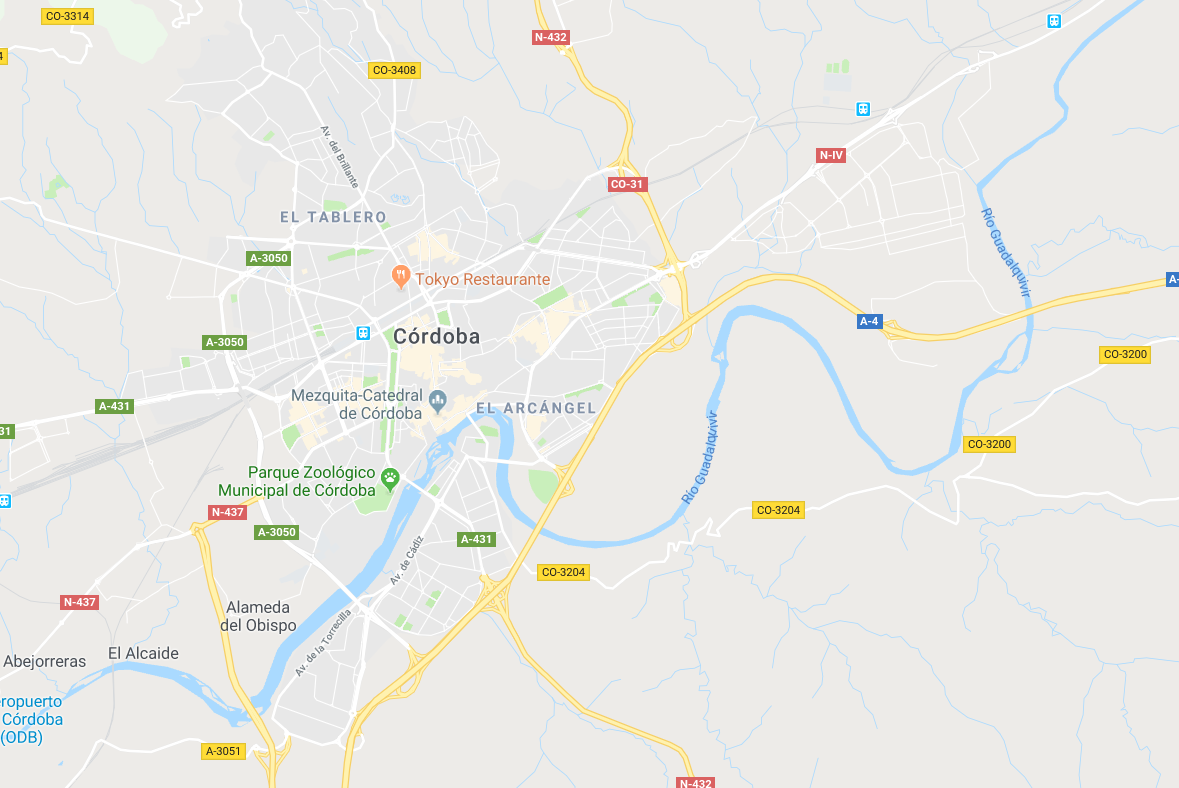 CO-3314
N-432
4
CO-3408
Av. del Brillante
N-IV
CO-31
EL TABLERO
Río Guadalquivir
A-3050
Tokyo Restaurante
A-
A-4
Córdoba
A-3050
CO-3200
Mezquita-Catedral
de Córdoba
A-431
EL ARCÁNGEL
31
Río Guadalquivir
CO-3200
Parque Zoológico
Municipal de Córdoba
N-437
CO-3204
A-3050
A-431
Av. de Cádiz
CO-3204
N-437
Alameda
del Obispo
Av. de la Torrecilla
El Alcaide
Abejorreras
eropuerto
Córdoba
(ODB)
A-3051
N-432